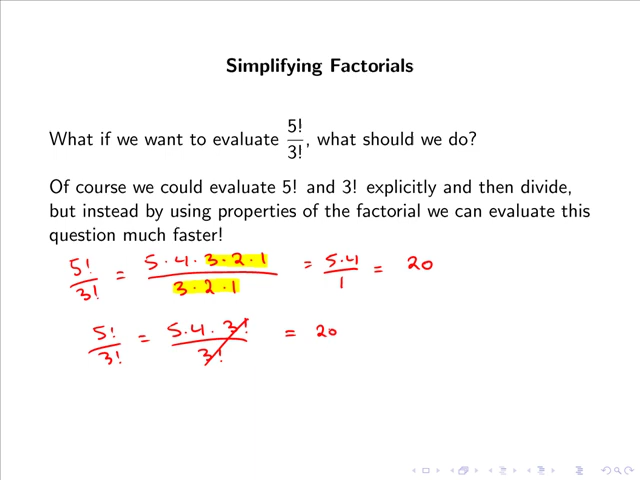 Simplifying Factorials
What if we want to evaluate 5!/3!, what should we do?
Of course we could evaluate 5! and 3! explicitly and then divide,
but instead by using properties of the factorial we can evaluate this
question much faster!
5!/3! = 5·4·3·2·1/3·2·1 = 5·4/1 = 20
5!/3! = 5.4·3!/3! = 20